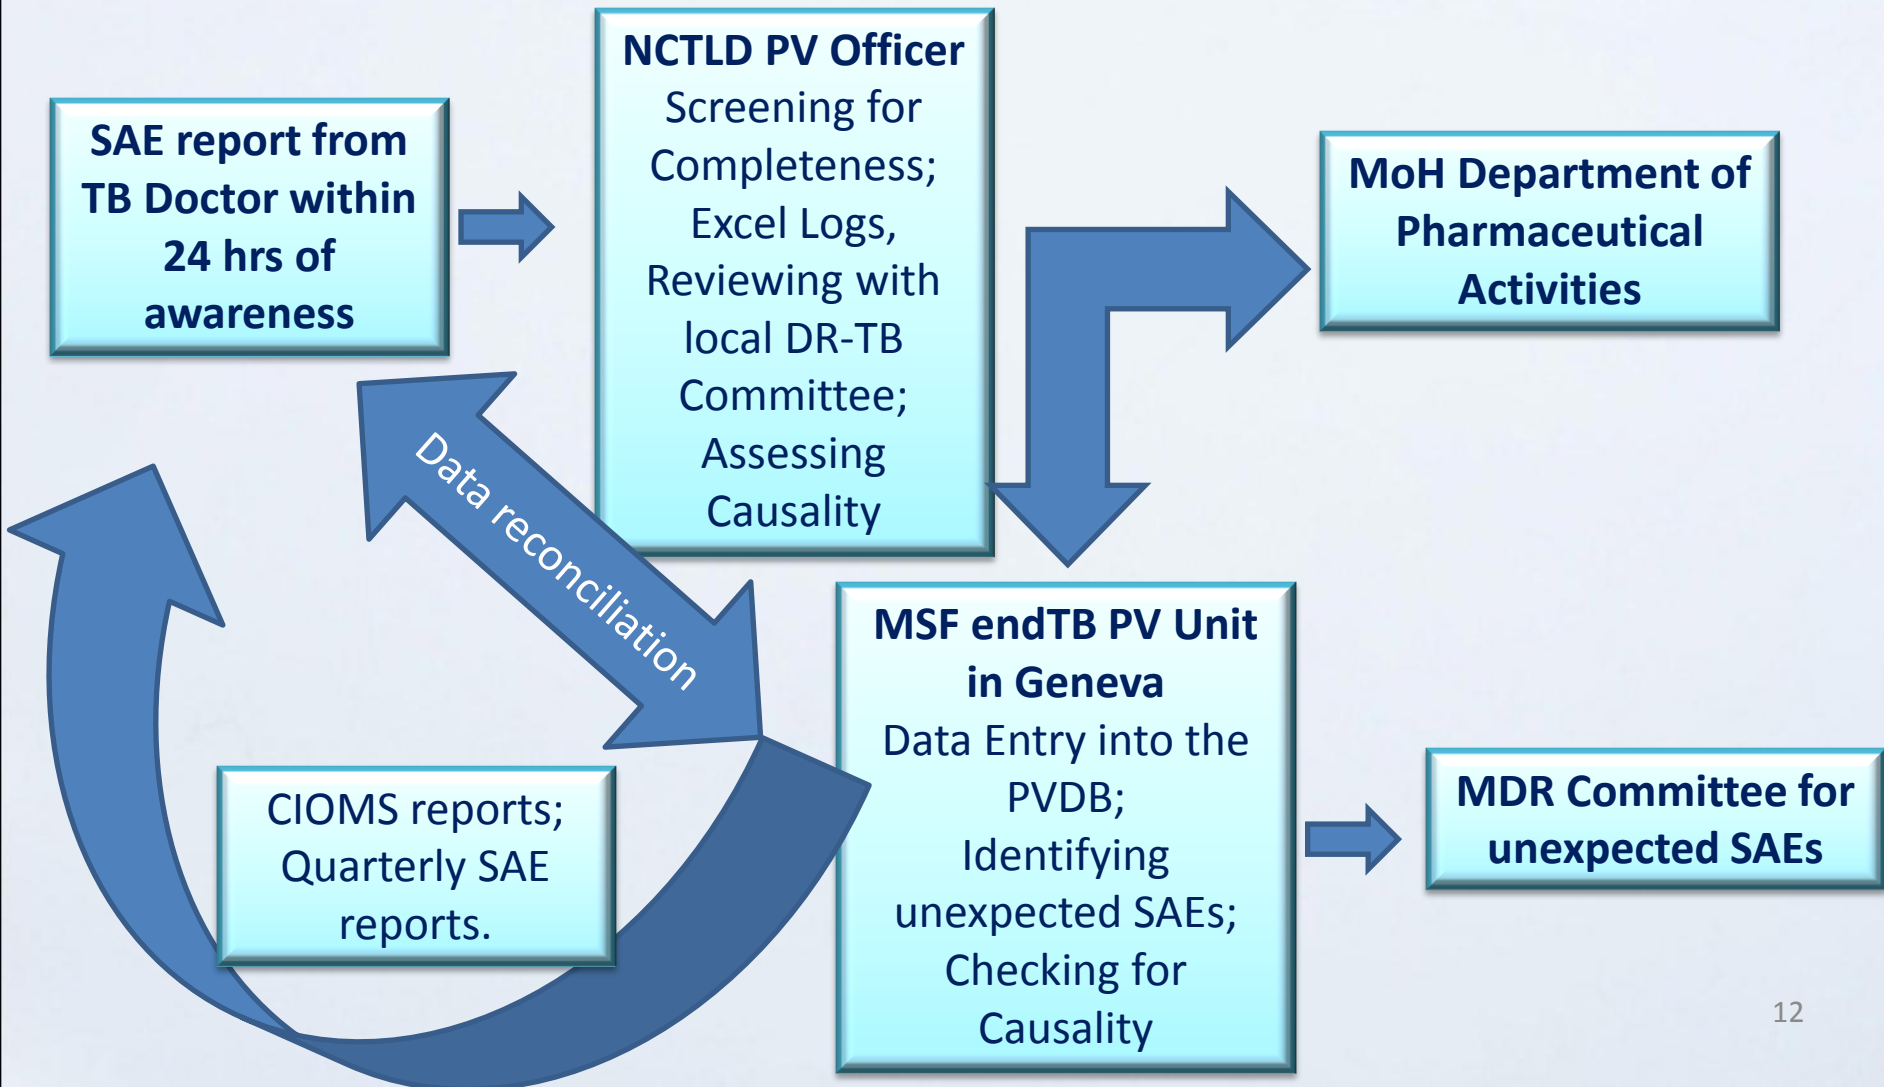 SAE report from
TB Doctor within
24 hrs of
awareness
NCTLD PV Officer
Screening for
Completeness;
Excel Logs,
Reviewing with
local DR-TB
Committee;
Assessing
Causality
MoH Department of
Pharmaceutical
Activities
Data reconciliation
MSF endTB PV Unit
in Geneva
Data Entry into the
PVDB;
Identifying
unexpected SAEs;
Checking for
Causality
MDR Committee for
unexpected SAEs
CIOMS reports;
Quarterly SAE
reports.
12